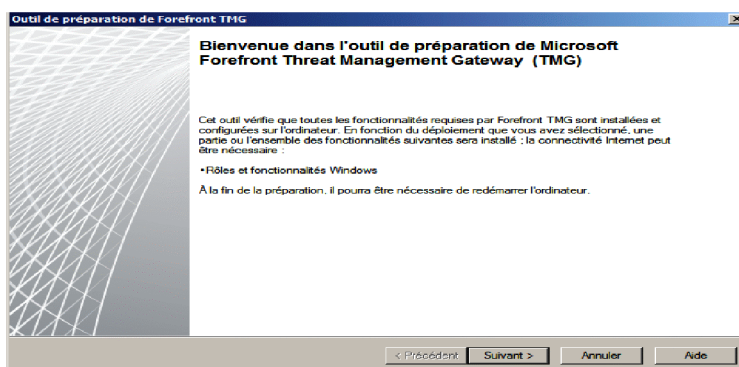 Outil de préparation de Forefront TMG
Bienvenue dans l'outil de préparation de Microsoft
Forefront Threat Management Gateway (TMG)
Cet outil vérifie que toutes les fonctionnalités requises par Forefront TMG sont installées et
configurées sur l'ordinateur. En fonction du déploiement que vous avez sélectionné, une
partie ou l'ensemble des fonctionnalités suivantes sera installé ; la connectivité Internet peut
être nécessaire :
•Rôles et fonctionnalités Windows
À la fin de la préparation, il pourra être nécessaire de redémarrer l'ordinateur.
< Précédent Suivant > Annuler Aide